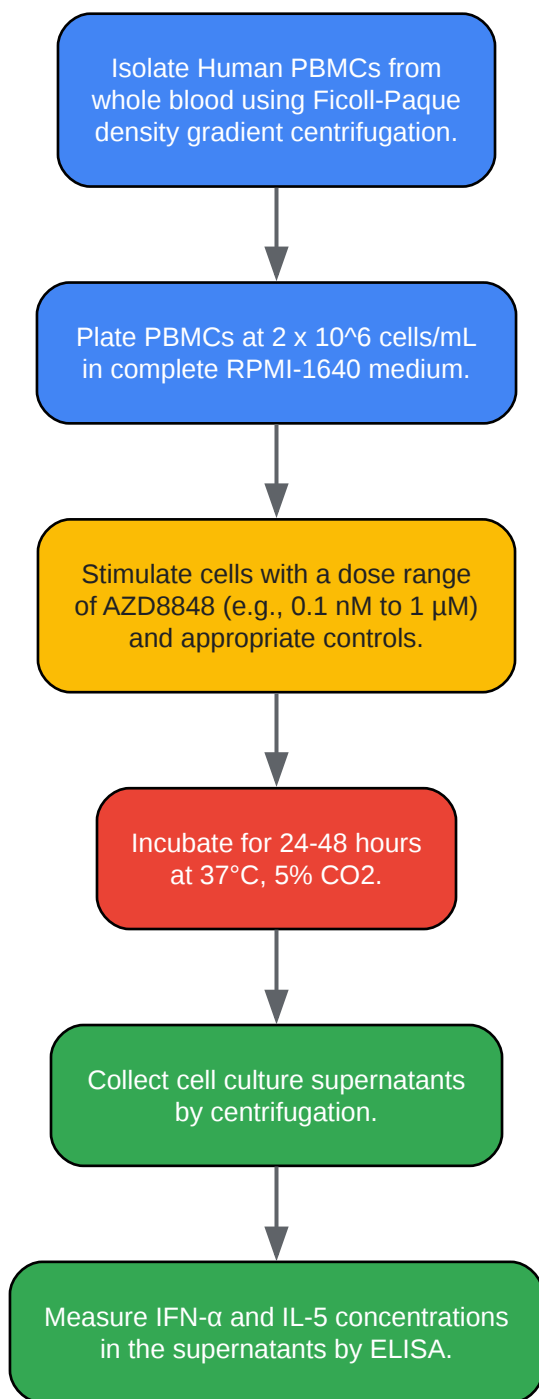 Isolate Human PBMCs from
whole blood using Ficoll-Paque
density gradient centrifugation.
Plate PBMCs at 2 x 10^6 cells/mL
in complete RPMI-1640 medium.
Stimulate cells with a dose range
of AZD8848 (e.g., 0.1 nM to 1 µM)
and appropriate controls.
Incubate for 24-48 hours
at 37°C, 5% CO2.
Collect cell culture supernatants
by centrifugation.
Measure IFN-α and IL-5 concentrations
in the supernatants by ELISA.